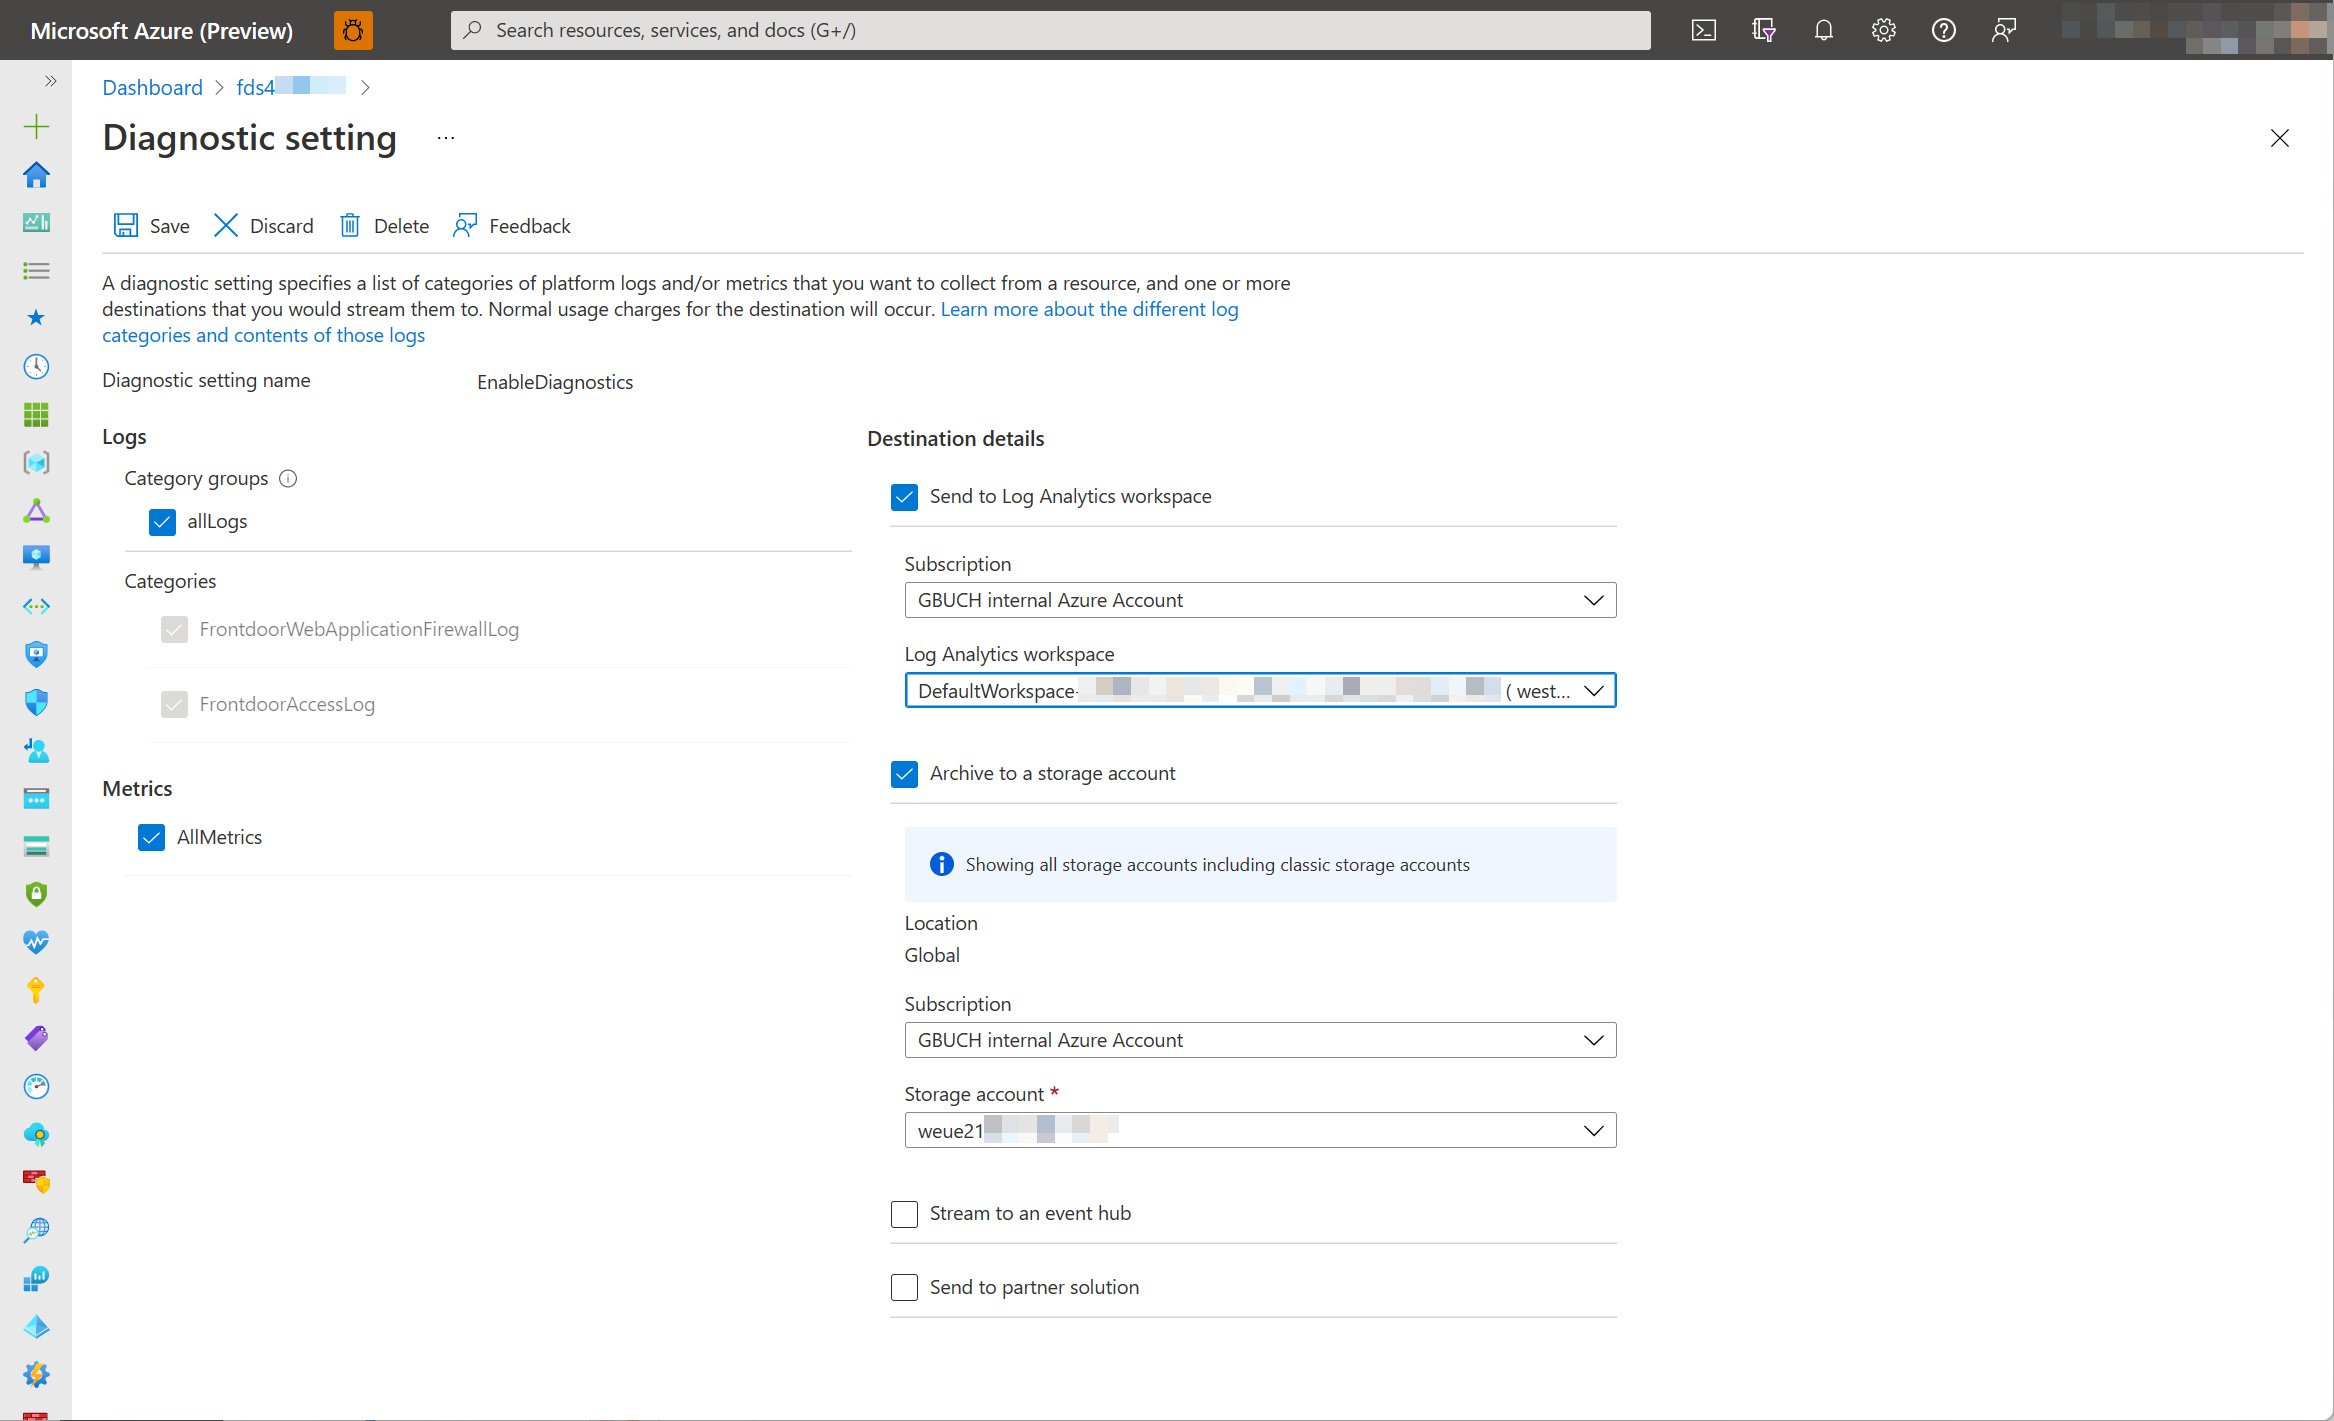 Microsoft Azure (Preview)
Search resources, services, and docs (G+/)
Dashboard > fds4 >
Diagnostic setting ...
Save Discard Delete Feedback
A diagnostic setting specifies a list of categories of platform logs and/or metrics that you want to collect from a resource, and one or more
destinations that you would stream them to. Normal usage charges for the destination will occur. Learn more about the different log
categories and contents of those logs
Diagnostic setting name EnableDiagnostics
Logs
Category groups
allLogs
Categories
FrontdoorWebApplicationFirewallLog
FrontdoorAccessLog
Metrics
AllMetrics
Destination details
Send to Log Analytics workspace
Subscription
GBUCH internal Azure Account
Log Analytics workspace
DefaultWorkspace- ( west...
Archive to a storage account
Showing all storage accounts including classic storage accounts
Location
Global
Subscription
GBUCH internal Azure Account
Storage account *
weue21
Stream to an event hub
Send to partner solution